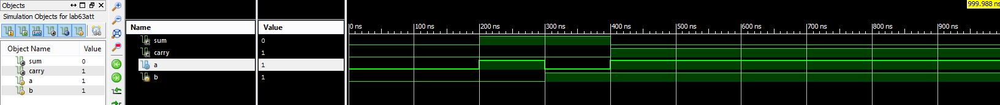 Objects
Simulation Objects for lab63att
Object Name Value
sum 0
carry 1
a 1
b 1
Name Value
sum 0
carry 1
a 1
b 1
999.988 ns
0 ns 100 ns 200 ns 300 ns 400 ns 500 ns 600 ns 700 ns 800 ns 900 ns